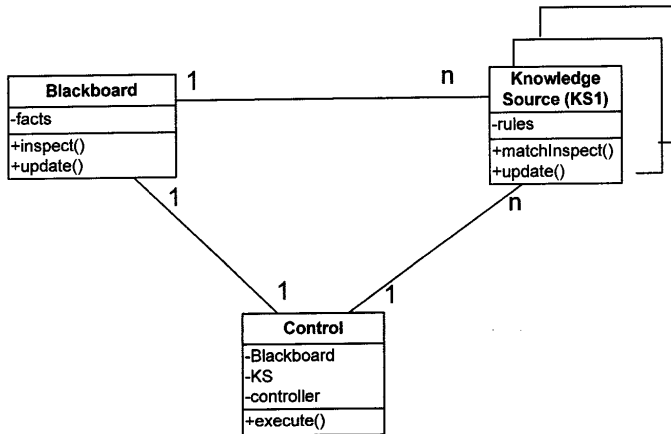 Blackboard
-facts
+inspect()
+update()
1
n
Knowledge
Source (KS1)
-rules
+matchInspect()
+update()
1
n
1
1
Control
-Blackboard
-KS
-controller
+execute()